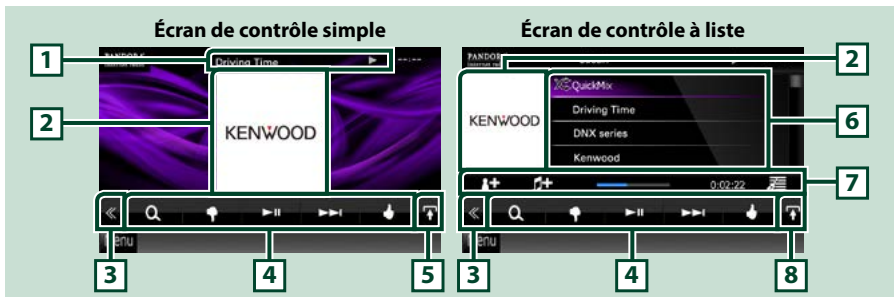 Écran de contrôle simple
Écran de contrôle à liste
1
PANDORA
Driving Time
--:--
2
KENWOOD
3
4
5
PANDORA
2
KENWOOD
QuickMix
Driving Time
DNX series
Kenwood
6
0:02:22
7
3
4
8